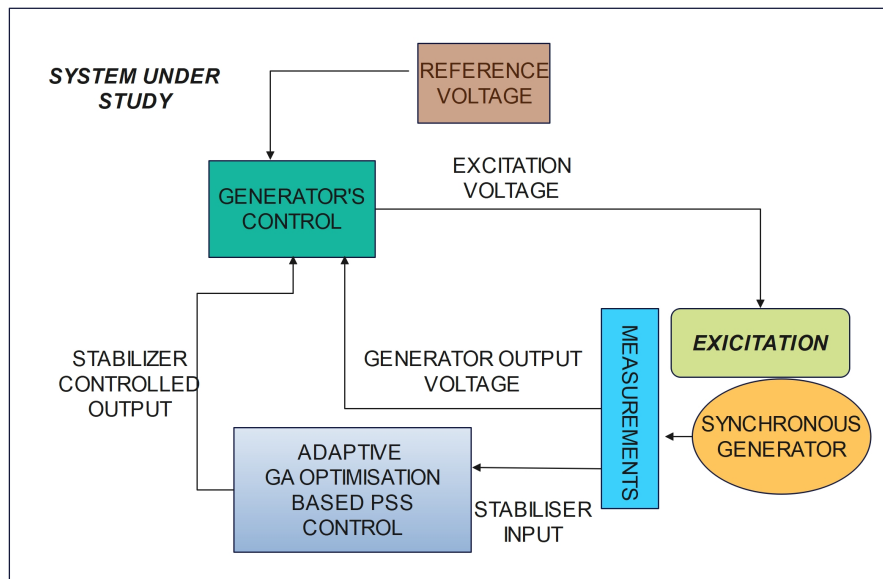 SYSTEM UNDER
STUDY
REFERENCE
VOLTAGE
GENERATOR'S
CONTROL
EXCITATION
VOLTAGE
EXICITATION
SYNCHRONOUS
GENERATOR
MEASUREMENTS
GENERATOR OUTPUT
VOLTAGE
STABILIZER
CONTROLLED
OUTPUT
ADAPTIVE
GA OPTIMISATION
BASED PSS
CONTROL
STABILISER
INPUT